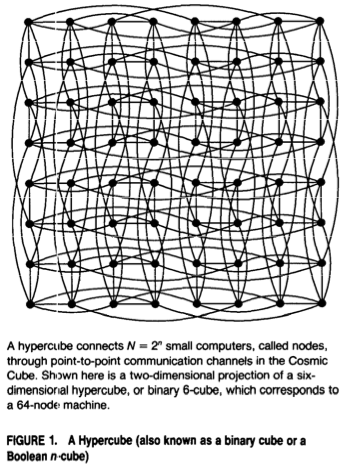 A hypercube connects N = 2ⁿ small computers, called nodes,
through point-to-point communication channels in the Cosmic
Cube. Shown here is a two-dimensional projection of a six-
dimensional hypercube, or binary 6-cube, which corresponds to
a 64-node machine.
FIGURE 1. A Hypercube (also known as a binary cube or a
Boolean n-cube)